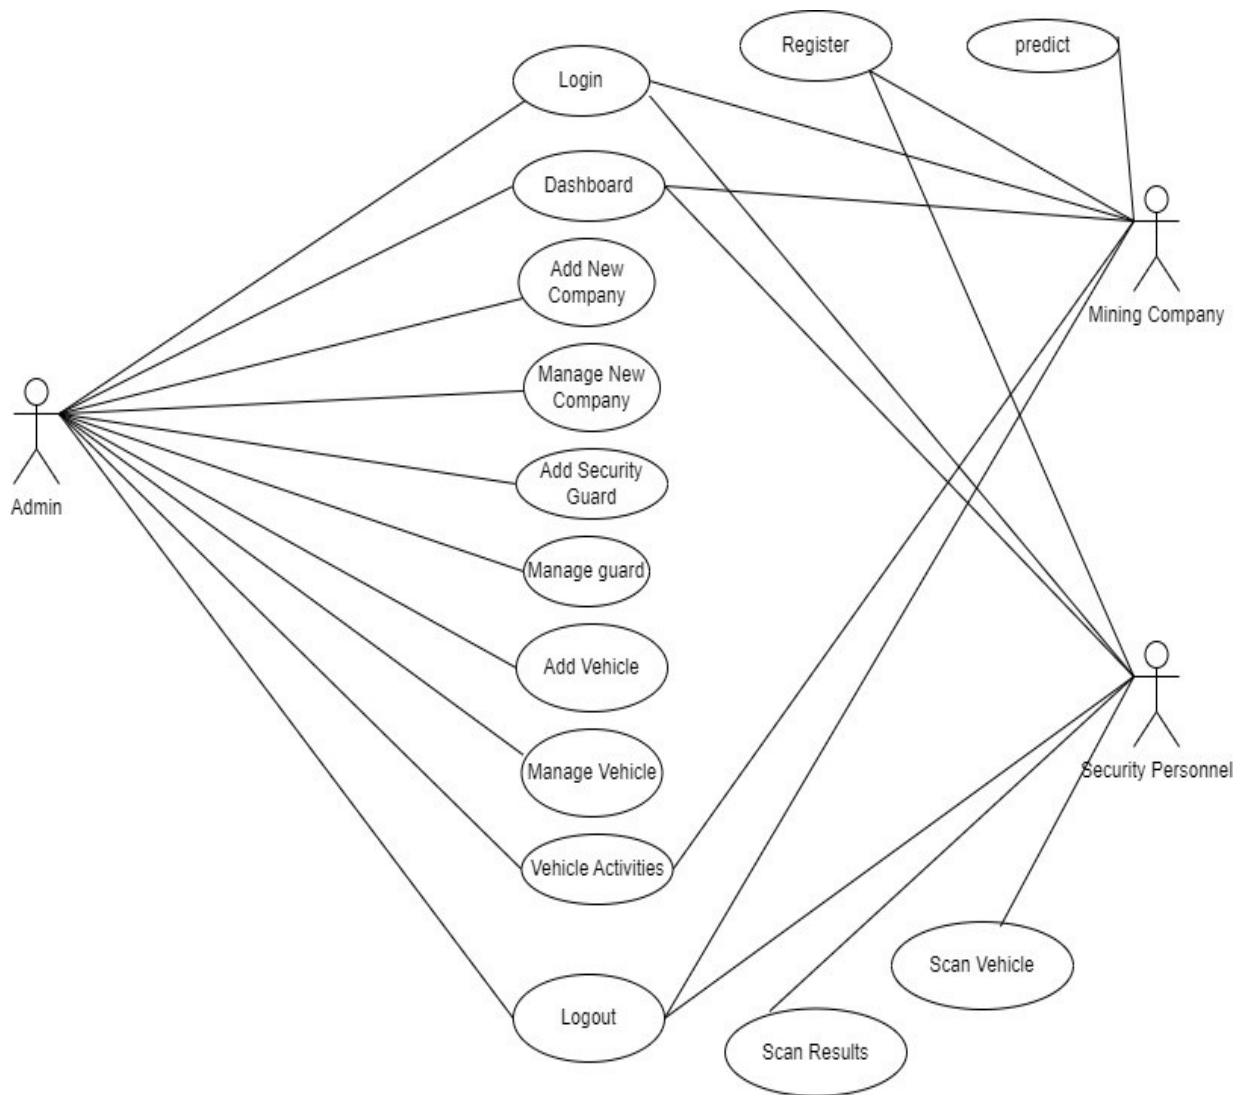 Register
predict
Login
Dashboard
Add New
Company
Mining Company
Manage New
Company
Add Security
Guard
Admin
Manage guard
Add Vehicle
Manage Vehicle
Security Personnel
Vehicle Activities
Scan Vehicle
Logout
Scan Results